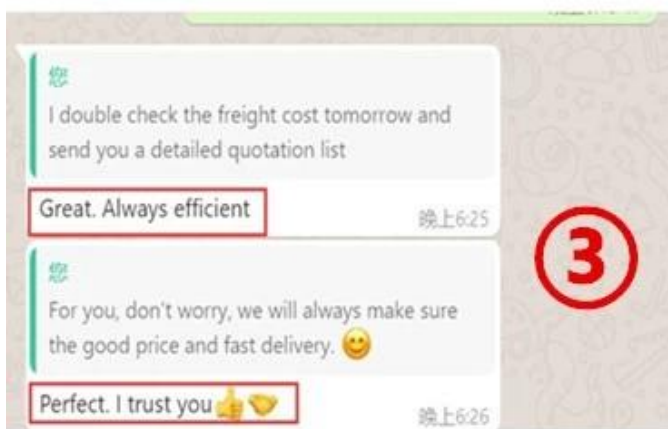 您
I double check the freight cost tomorrow and
send you a detailed quotation list
Great. Always efficient
晚上6:25
③
您
For you, don't worry, we will always make sure
the good price and fast delivery. 😊
Perfect. I trust you👍🤝
晚上6:26